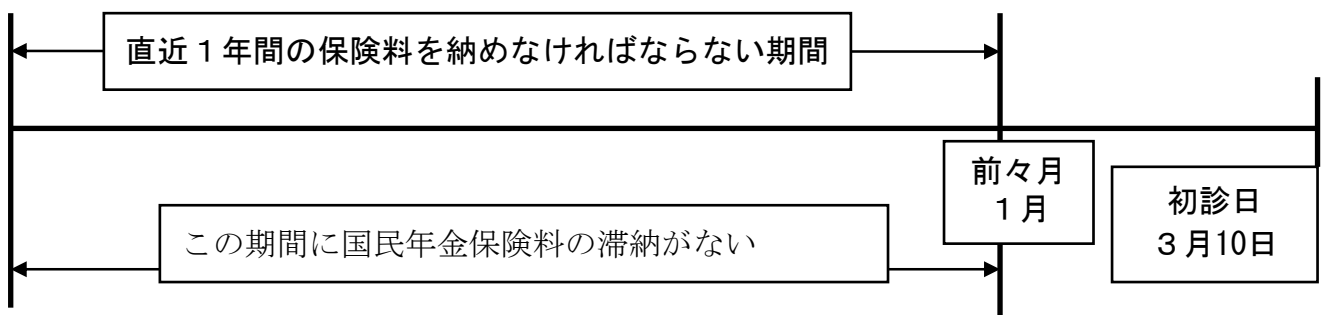 直近１年間の保険料を納めなければならない期間
前々月
１月
初診日
３月10日
この期間に国民年金保険料の滞納がない